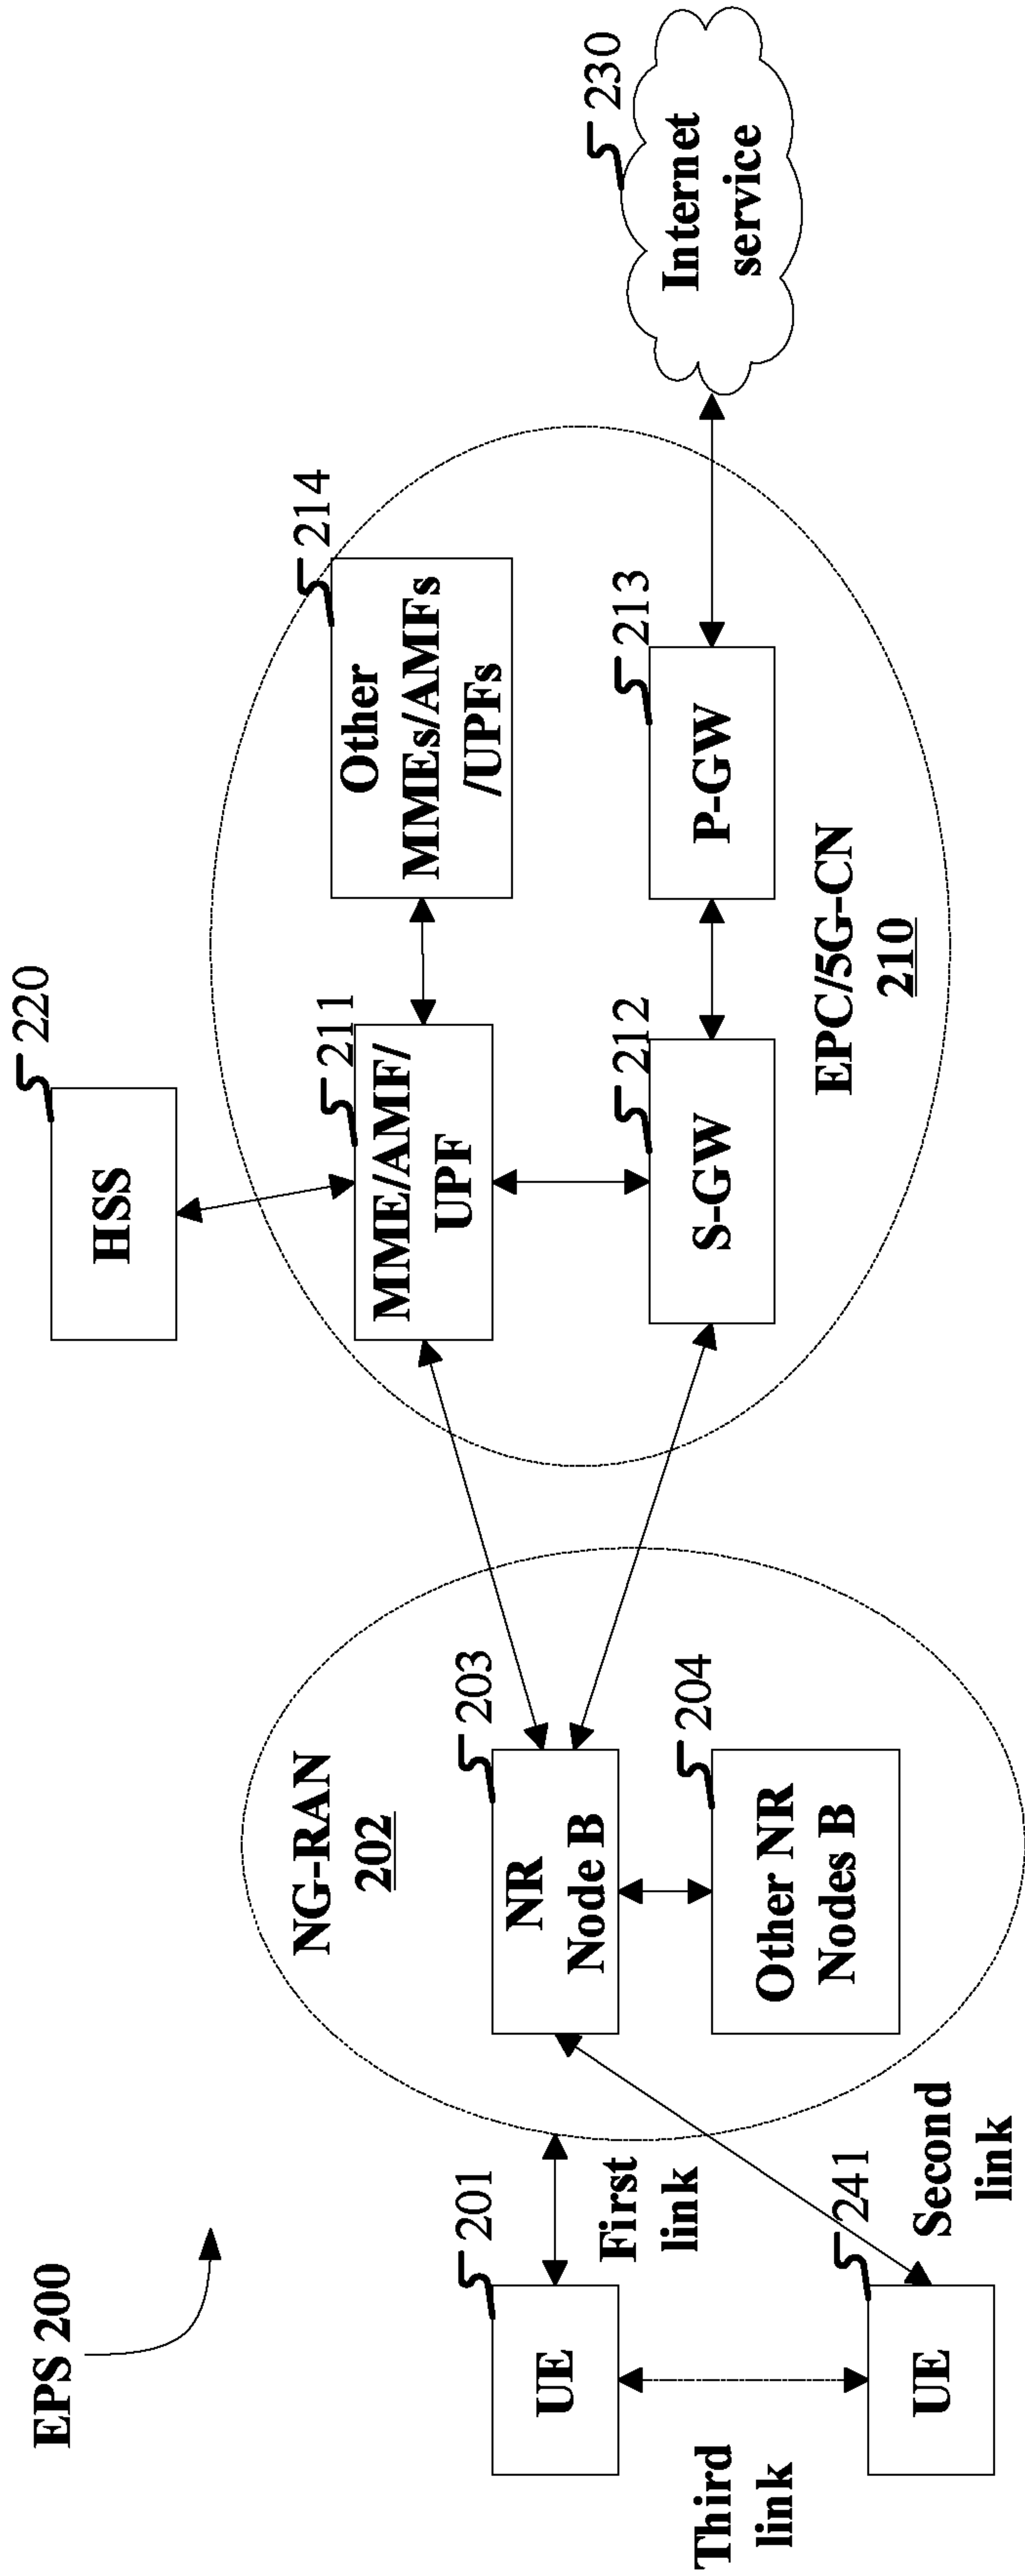 EPS 200
HSS
220
NG-RAN
202
MME/AMF/
UPF
211
Other
MMEs/AMFs
/UPFs
214
UE
201
First
link
NR
Node B
203
Other NR
Nodes B
204
S-GW
212
P-GW
213
Internet
service
230
EPC/5G-CN
210
Third
link
UE
241
Second
link